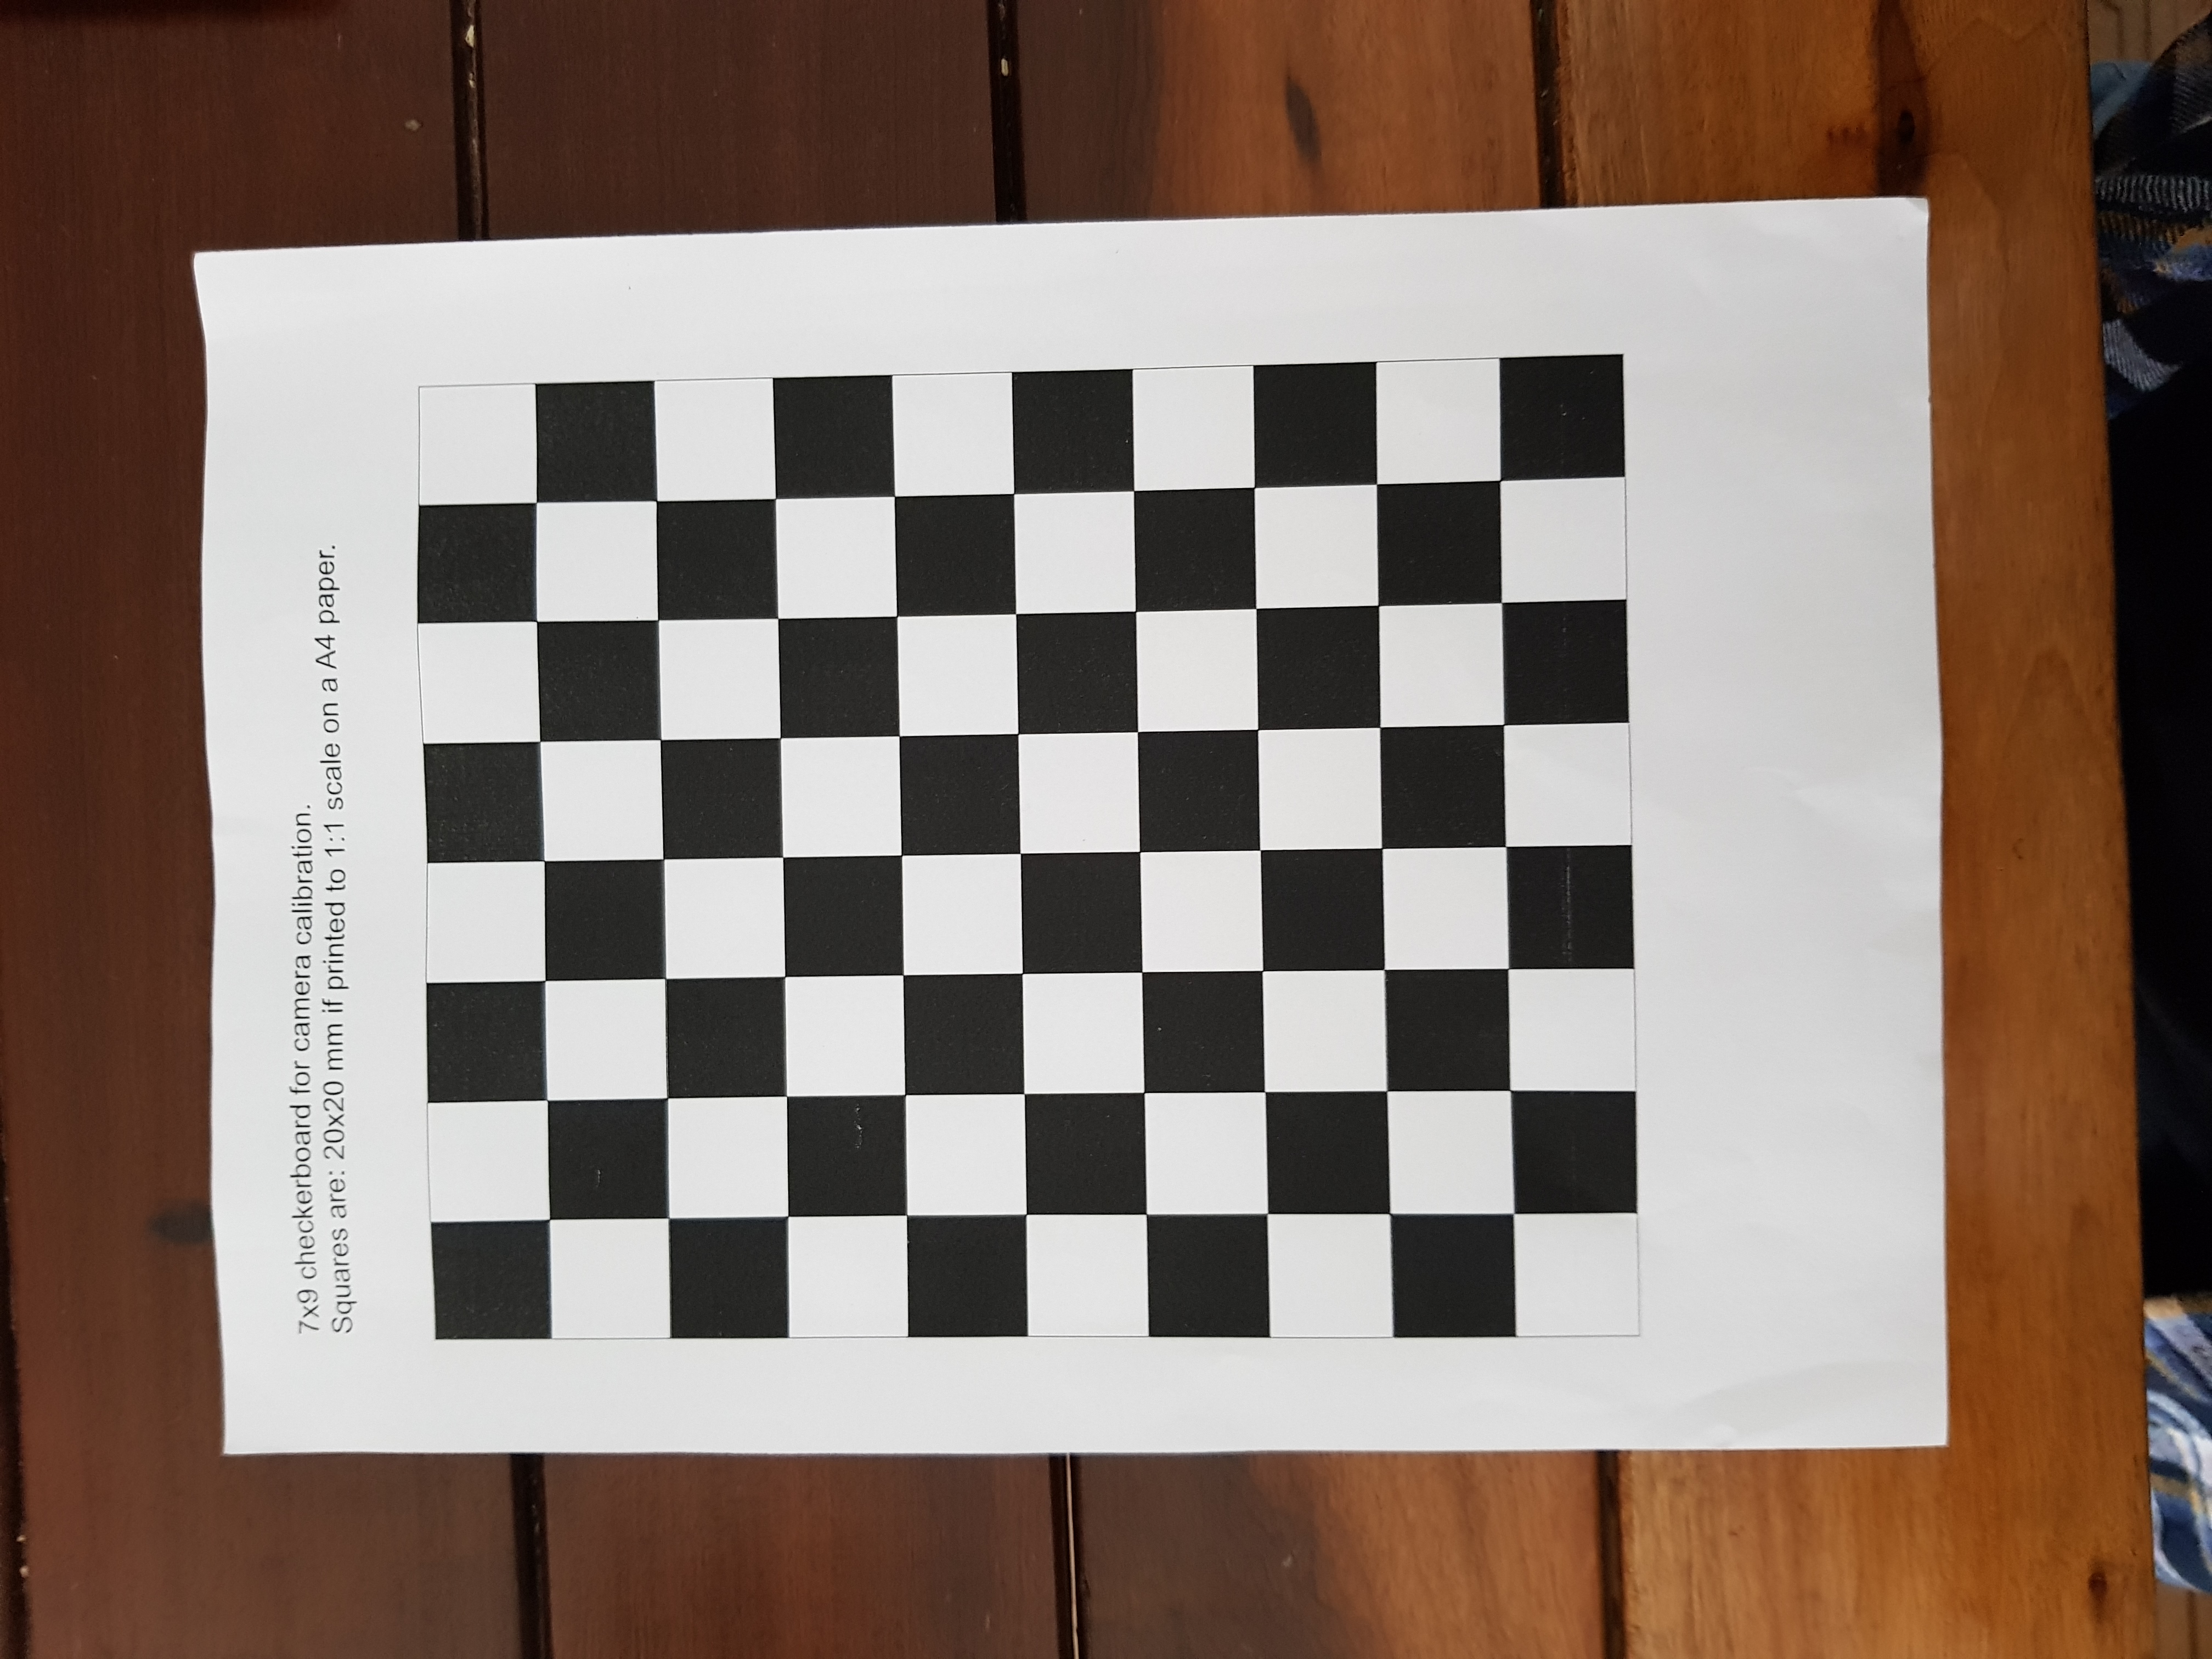 7x9 checkerboard for camera calibration.
Squares are: 20x20 mm if printed to 1:1 scale on a A4 paper.